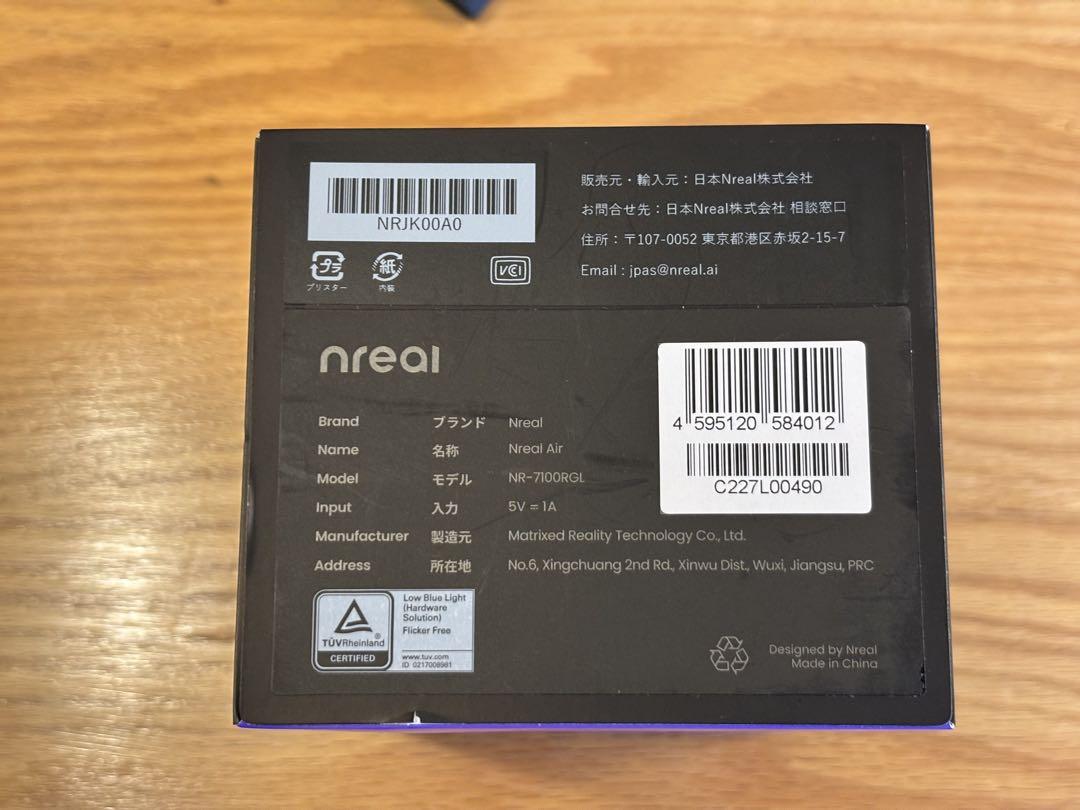 NRJK00A0
プラ
ブリスター
紙
内装
VCI
販売元・輸入元：日本Nreal株式会社
お問合せ先：日本Nreal株式会社 相談窓口
住所：〒107-0052 東京都港区赤坂2-15-7
Email : jpas@nreal.ai
nreal
Brand ブランド Nreal
Name 名称 Nreal Air
Model モデル NR-7100RGL
Input 入力 5V = 1A
Manufacturer 製造元 Matrixed Reality Technology Co., Ltd.
Address 所在地 No.6, Xingchuang 2nd Rd., Xinwu Dist., Wuxi, Jiangsu, PRC
4 595120 584012
C227L00490
TÜVRheinland®
CERTIFIED
Low Blue Light
(Hardware
Solution)
Flicker Free
www.tuv.com
ID 0217008981
Designed by Nreal
Made in China